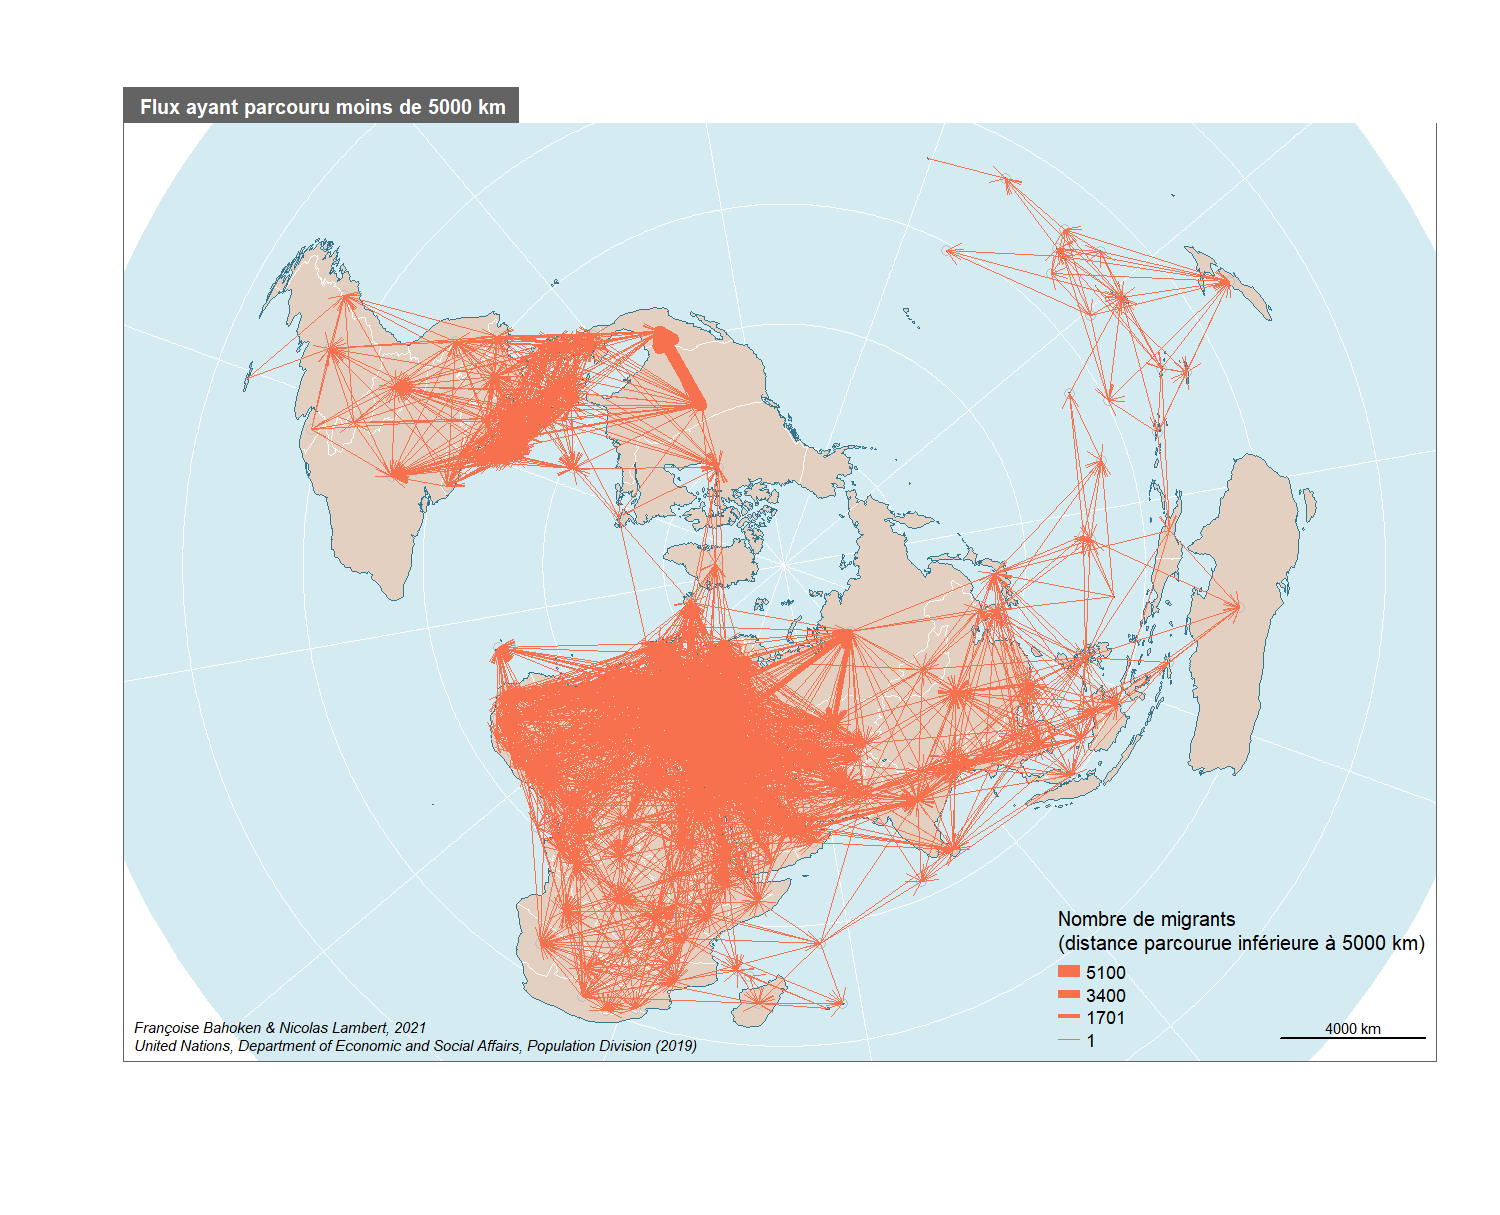 Flux ayant parcouru moins de 5000 km
Nombre de migrants
(distance parcourue inférieure à 5000 km)
5100
3400
1701
1
4000 km
Françoise Bahoken & Nicolas Lambert, 2021
United Nations, Department of Economic and Social Affairs, Population Division (2019)